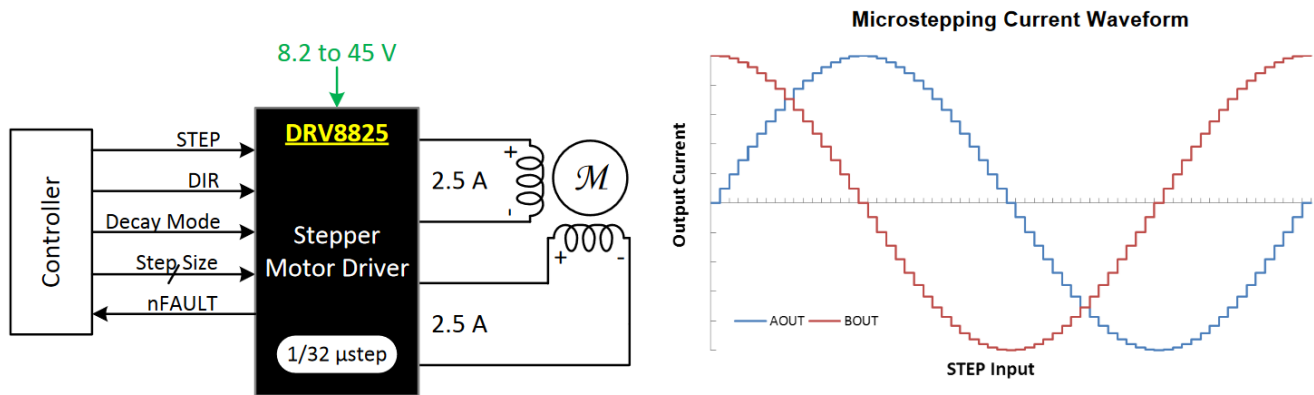 8.2 to 45 V
Controller
STEP
DIR
Decay Mode
Step Size
nFAULT
DRV8825
Stepper
Motor Driver
1/32 µstep
2.5 A
+
-
M
+ -
2.5 A
Microstepping Current Waveform
Output Current
AOUT BOUT
STEP Input